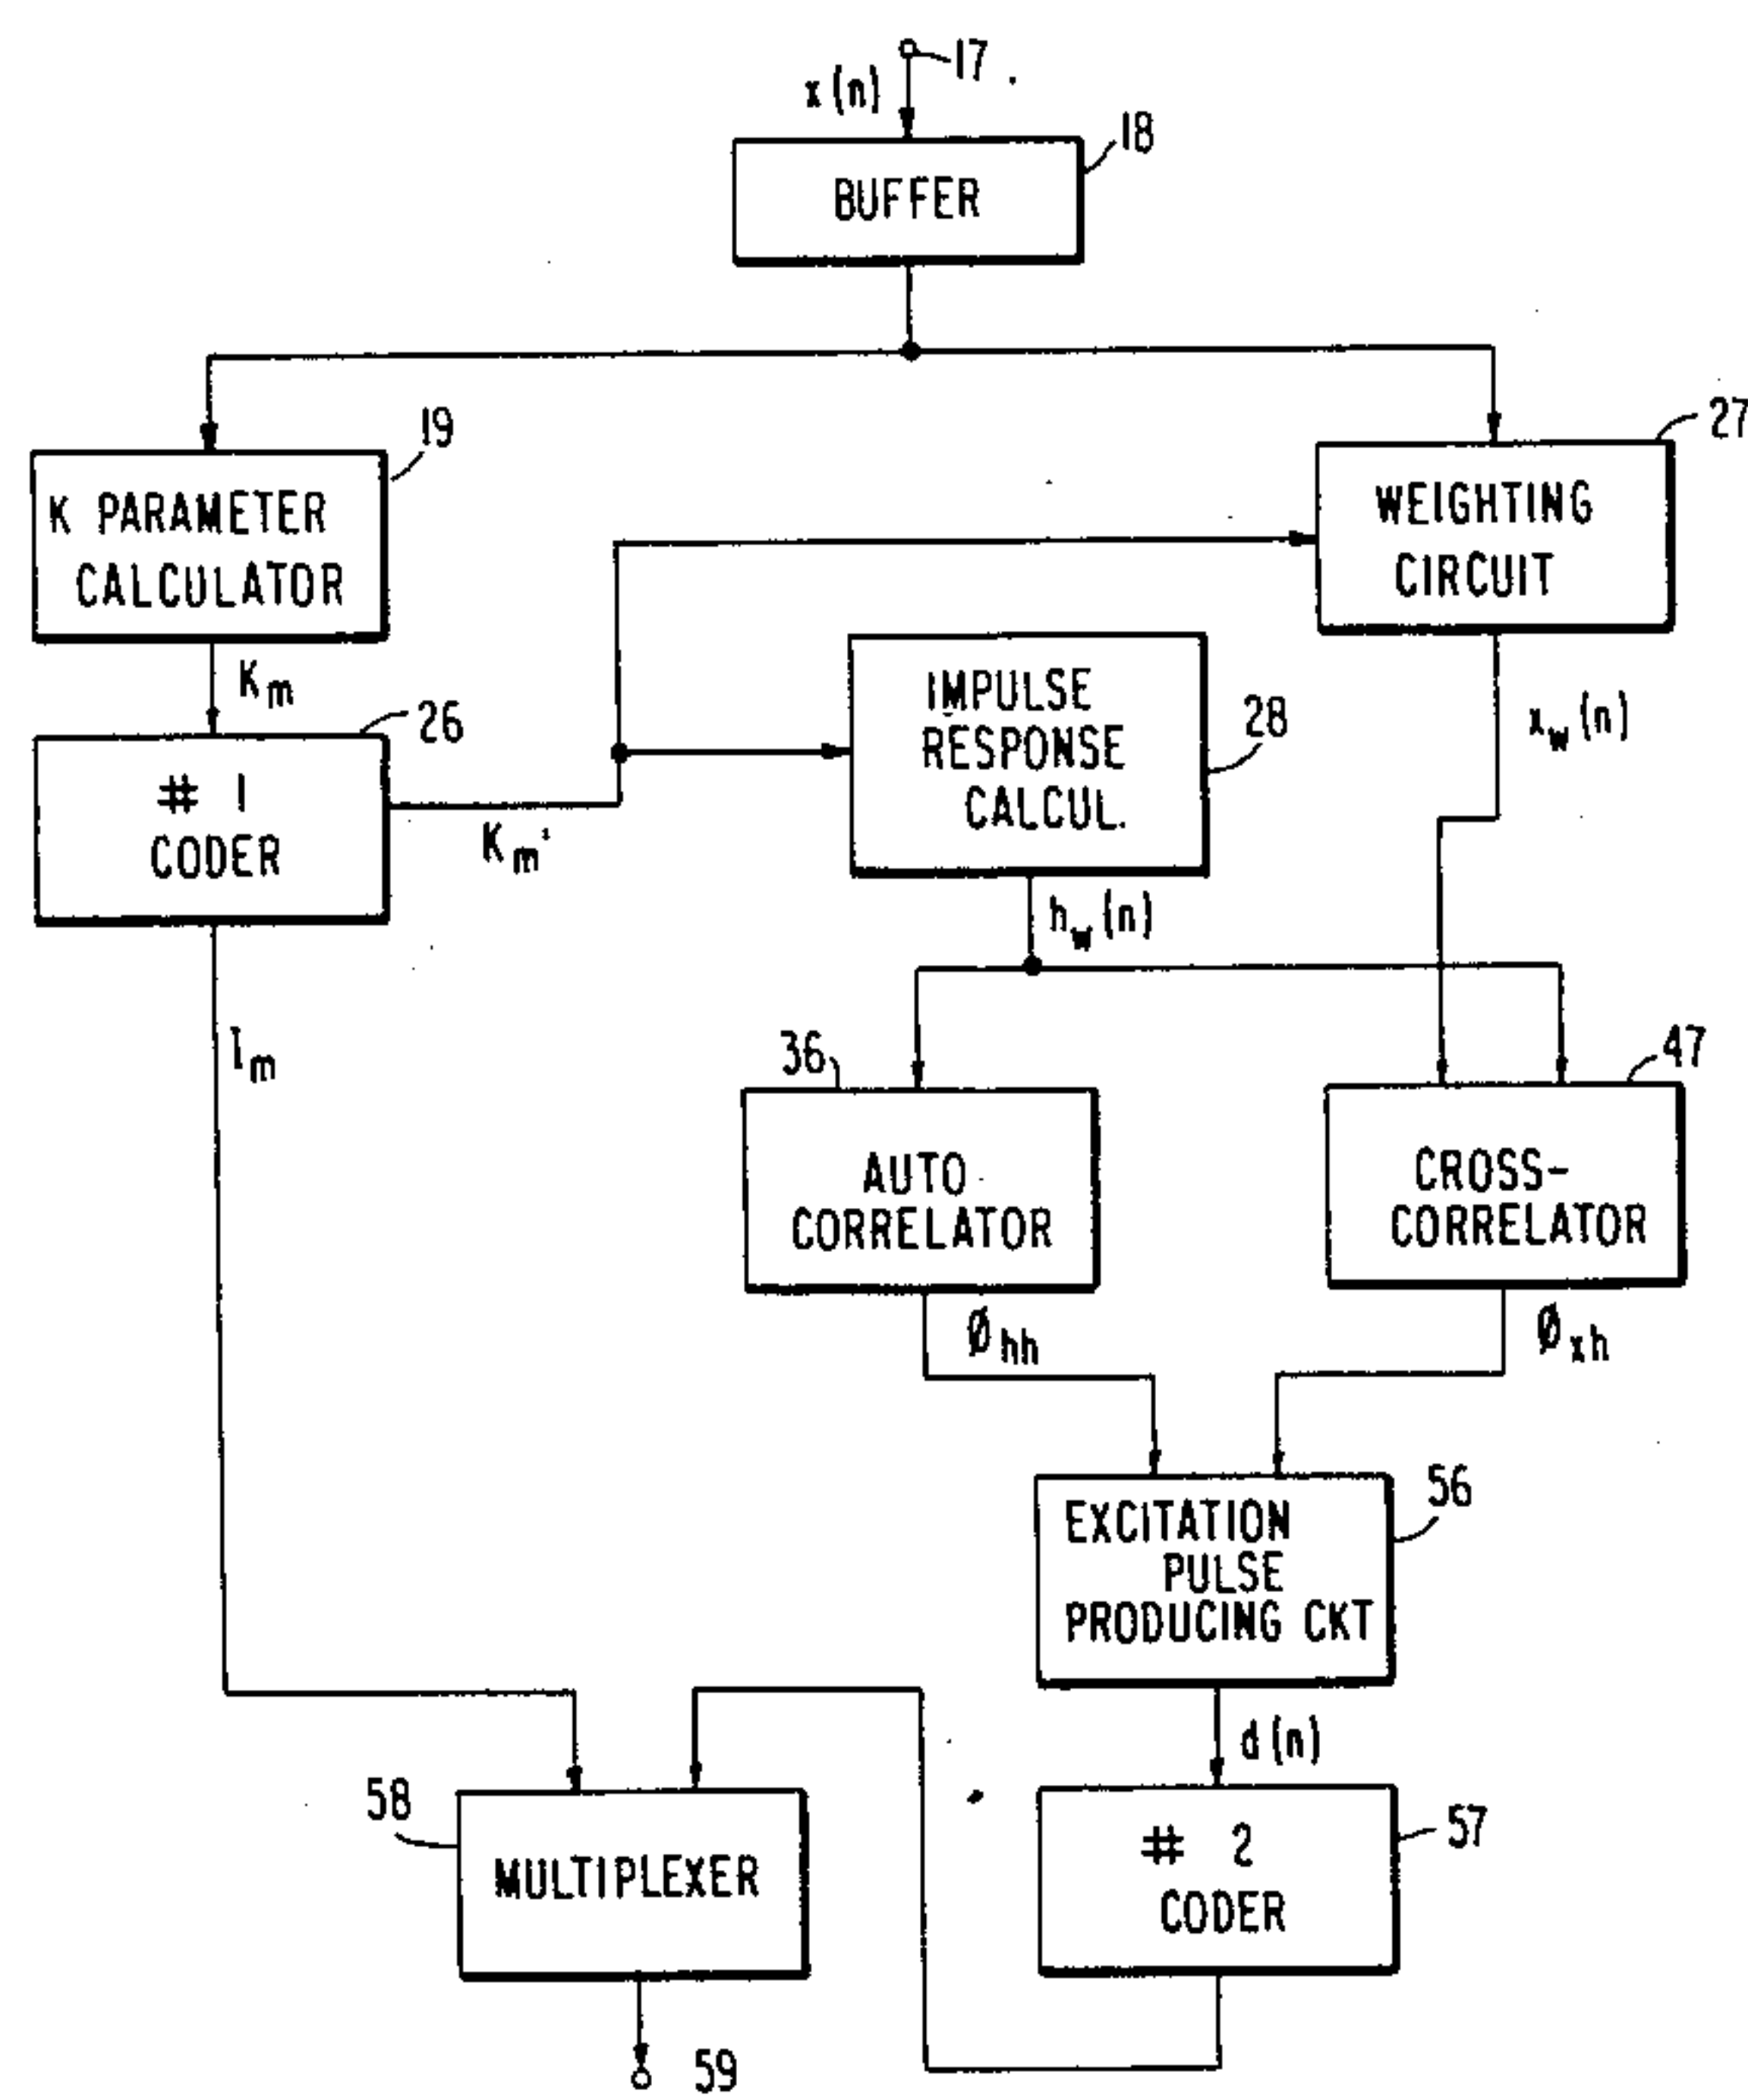 17
x(n)
18
BUFFER
19
27
K PARAMETER
CALCULATOR
WEIGHTING
CIRCUIT
Km
26
IMPULSE
RESPONSE
CALCUL.
28
xw(n)
# 1
CODER
Km'
hw(n)
lm
36
47
AUTO
CORRELATOR
CROSS-
CORRELATOR
Øhh
Øxh
56
EXCITATION
PULSE
PRODUCING CKT
d(n)
58
57
MULTIPLEXER
# 2
CODER
59